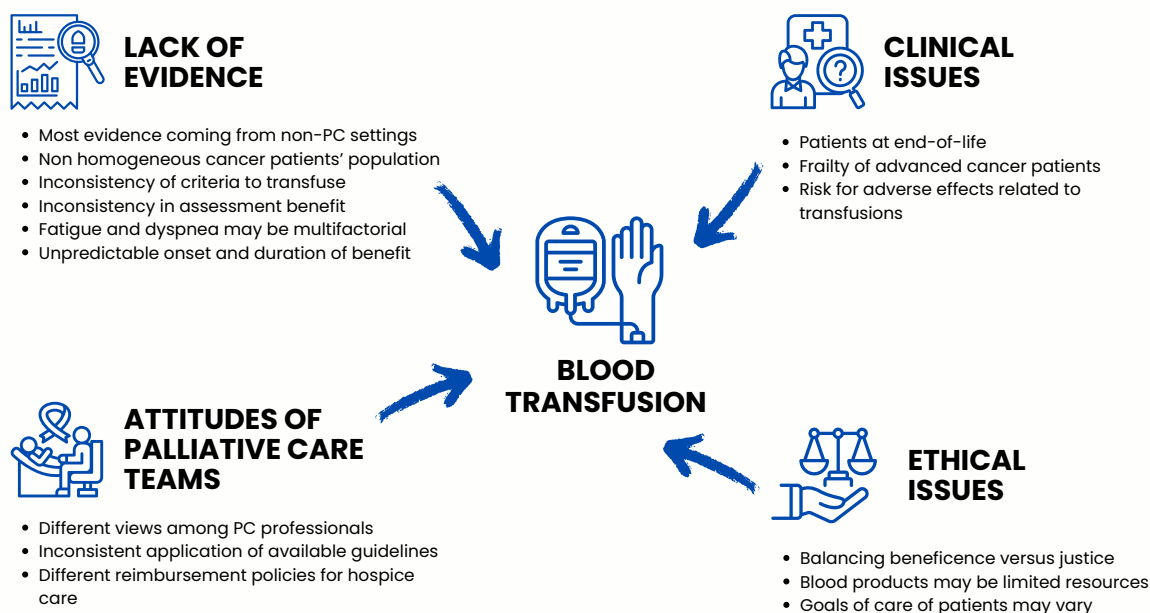 LACK OF
EVIDENCE
• Most evidence coming from non-PC settings
• Non homogeneous cancer patients’ population
• Inconsistency of criteria to transfuse
• Inconsistency in assessment benefit
• Fatigue and dyspnea may be multifactorial
• Unpredictable onset and duration of benefit
CLINICAL
ISSUES
• Patients at end-of-life
• Frailty of advanced cancer patients
• Risk for adverse effects related to
transfusions
?
BLOOD
TRANSFUSION
ATTITUDES OF
PALLIATIVE CARE
TEAMS
• Different views among PC professionals
• Inconsistent application of available guidelines
• Different reimbursement policies for hospice
care
ETHICAL
ISSUES
• Balancing beneficence versus justice
• Blood products may be limited resources
• Goals of care of patients may vary